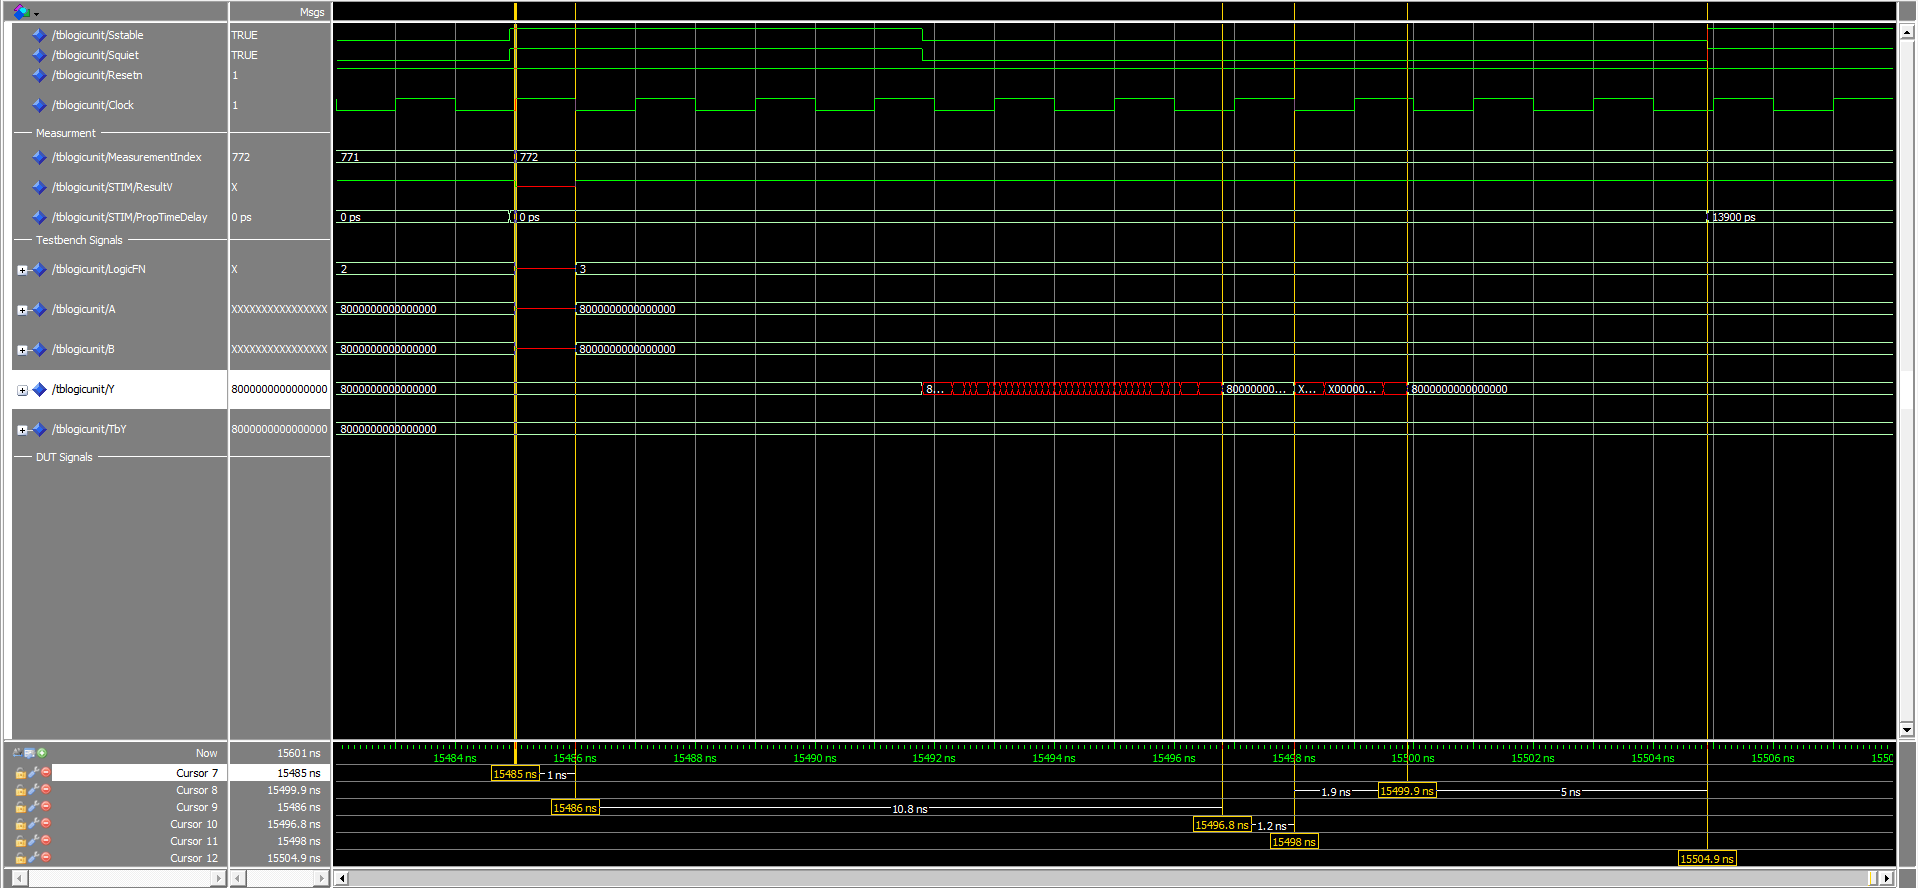 Msgs
/tblogicunit/Sstable TRUE
/tblogicunit/Squiet TRUE
/tblogicunit/Resetn 1
/tblogicunit/Clock 1
Measurment
/tblogicunit/MeasurementIndex 772 771 772
/tblogicunit/STIM/ResultV X
/tblogicunit/STIM/PropTimeDelay 0 ps 0 ps 0 ps 13900 ps
Testbench Signals
/tblogicunit/LogicFN X 2 3
/tblogicunit/A XXXXXXXXXXXXXXXX 8000000000000000 8000000000000000
/tblogicunit/B XXXXXXXXXXXXXXXX 8000000000000000 8000000000000000
/tblogicunit/Y 8000000000000000 8000000000000000 8... 80000000... X... X00000... 8000000000000000
/tblogicunit/TbY 8000000000000000 8000000000000000
DUT Signals
Now 15601 ns 15484 ns 15486 ns 15488 ns 15490 ns 15492 ns 15494 ns 15496 ns 15498 ns 15500 ns 15502 ns 15504 ns 15506 ns 1550
Cursor 7 15485 ns 15485 ns 1 ns
Cursor 8 15499.9 ns 1.9 ns 15499.9 ns 5 ns
Cursor 9 15486 ns 15486 ns 10.8 ns
Cursor 10 15496.8 ns 15496.8 ns 1.2 ns
Cursor 11 15498 ns 15498 ns
Cursor 12 15504.9 ns 15504.9 ns